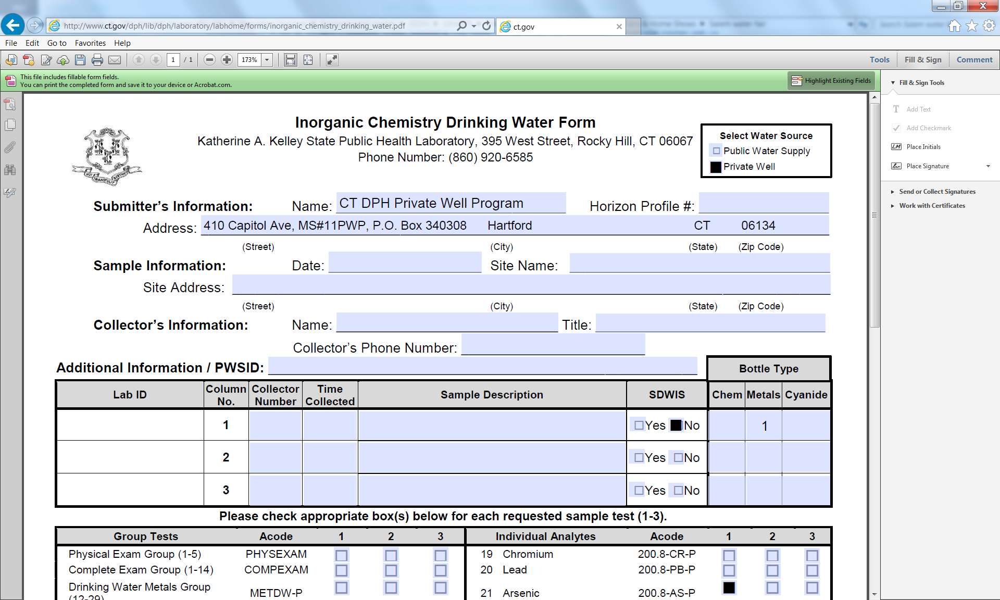 http://www.ct.gov/dph/lib/dph/laboratory/labhome/forms/inorganic_chemistry_drinking_water.pdf
ct.gov
File Edit Go to Favorites Help
1 / 1 173% Tools Fill & Sign Comment
This file includes fillable form fields.
You can print the completed form and save it to your device or Acrobat.com.
Highlight Existing Fields
Fill & Sign Tools
Add Text
Add Checkmark
Place Initials
Place Signature
Send or Collect Signatures
Work with Certificates
Inorganic Chemistry Drinking Water Form
Katherine A. Kelley State Public Health Laboratory, 395 West Street, Rocky Hill, CT 06067
Phone Number: (860) 920-6585
Select Water Source
Public Water Supply
Private Well
Submitter's Information: Name: CT DPH Private Well Program Horizon Profile #:
Address: 410 Capitol Ave, MS#11PWP, P.O. Box 340308 Hartford CT 06134
(Street) (City) (State) (Zip Code)
Sample Information: Date: Site Name:
Site Address:
(Street) (City) (State) (Zip Code)
Collector's Information: Name: Title:
Collector's Phone Number:
Additional Information / PWSID:
Bottle Type
Lab ID Column No. Collector Number Time Collected Sample Description SDWIS Chem Metals Cyanide
1 Yes No 1
2 Yes No
3 Yes No
Please check appropriate box(s) below for each requested sample test (1-3).
Group Tests Acode 1 2 3 Individual Analytes Acode 1 2 3
Physical Exam Group (1-5) PHYSEXAM 19 Chromium 200.8-CR-P
Complete Exam Group (1-14) COMPEXAM 20 Lead 200.8-PB-P
Drinking Water Metals Group METDW-P 21 Arsenic 200.8-AS-P
(12-29)